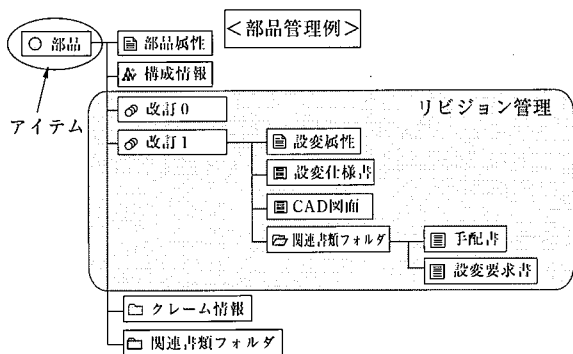 <部品管理例>
部品
部品属性
構成情報
アイテム
リビジョン管理
改訂0
改訂1
設変属性
設変仕様書
CAD図面
関連書類フォルダ
手配書
設変要求書
クレーム情報
関連書類フォルダ